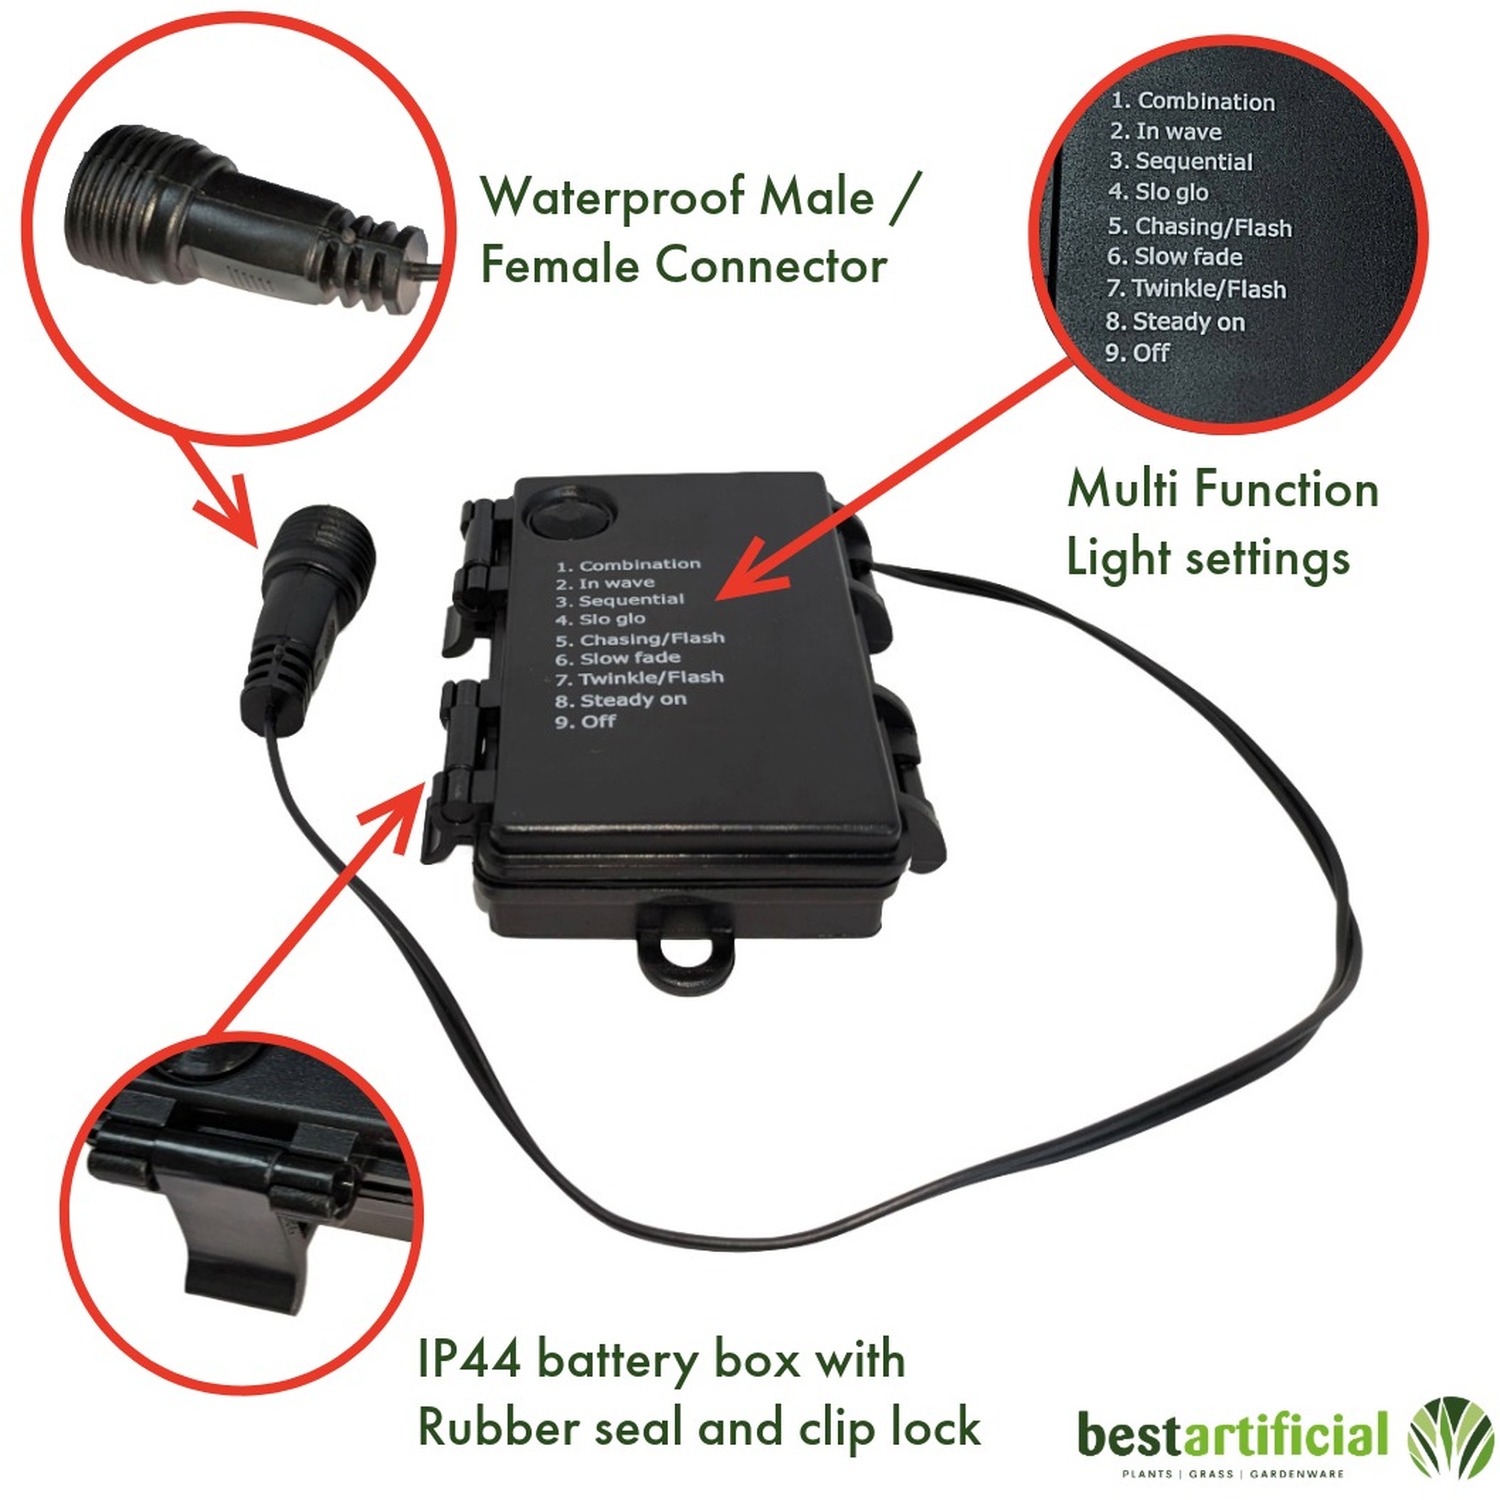 Waterproof Male /
Female Connector
1. Combination
2. In wave
3. Sequential
4. Slo glo
5. Chasing/Flash
6. Slow fade
7. Twinkle/Flash
8. Steady on
9. Off
Multi Function
Light settings
1. Combination
2. In wave
3. Sequential
4. Slo glo
5. Chasing/Flash
6. Slow fade
7. Twinkle/Flash
8. Steady on
9. Off
IP44 battery box with
Rubber seal and clip lock
bestartificial
PLANTS | GRASS | GARDENWARE